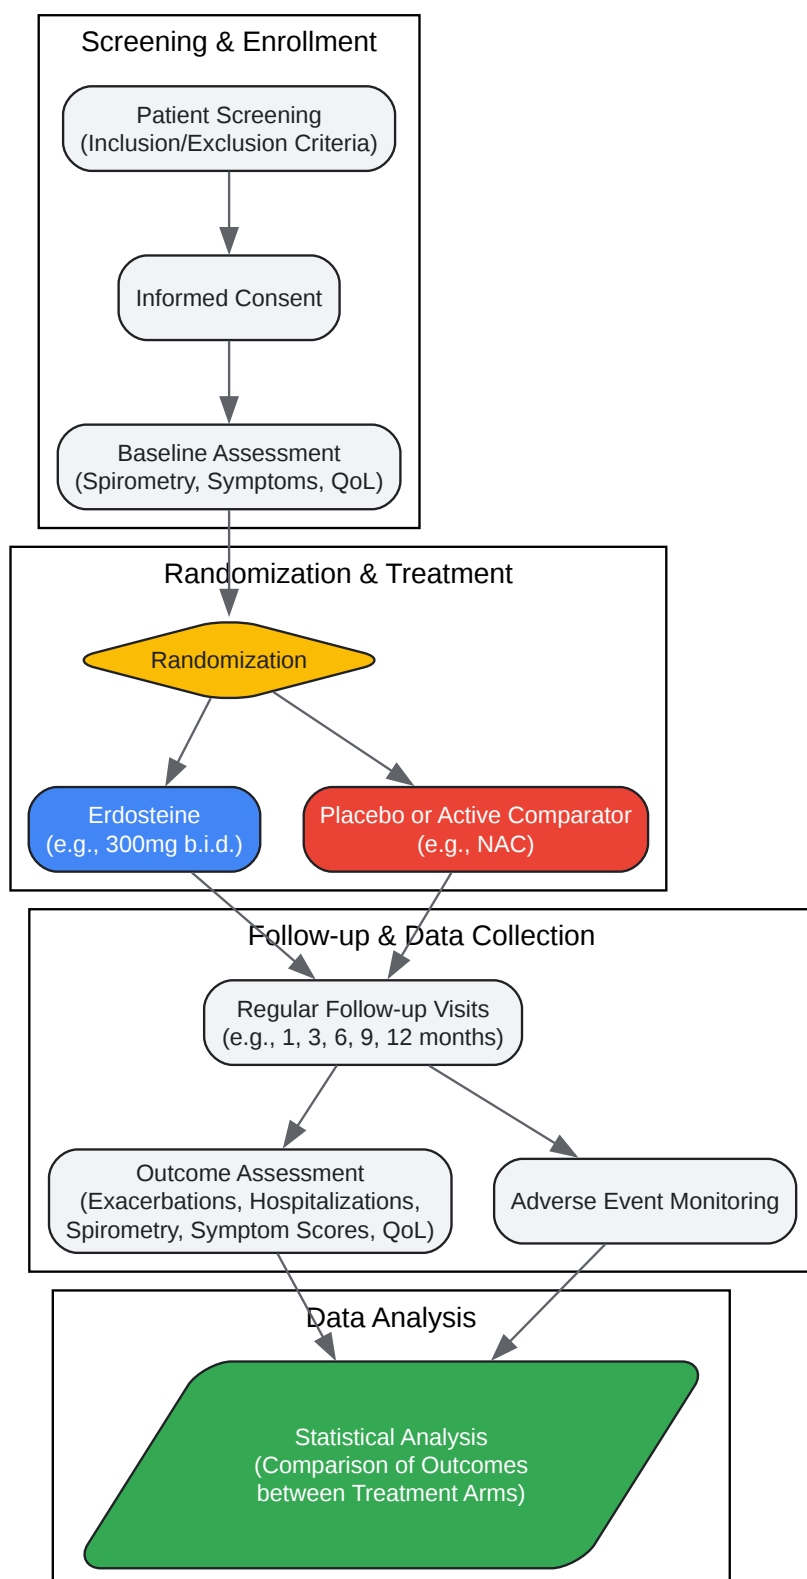 Screening & Enrollment
Patient Screening
(Inclusion/Exclusion Criteria)
Informed Consent
Baseline Assessment
(Spirometry, Symptoms, QoL)
Randomization & Treatment
Randomization
Erdosteine
(e.g., 300mg b.i.d.)
Placebo or Active Comparator
(e.g., NAC)
Follow-up & Data Collection
Regular Follow-up Visits
(e.g., 1, 3, 6, 9, 12 months)
Outcome Assessment
(Exacerbations, Hospitalizations,
Spirometry, Symptom Scores, QoL)
Adverse Event Monitoring
Data Analysis
Statistical Analysis
(Comparison of Outcomes
between Treatment Arms)